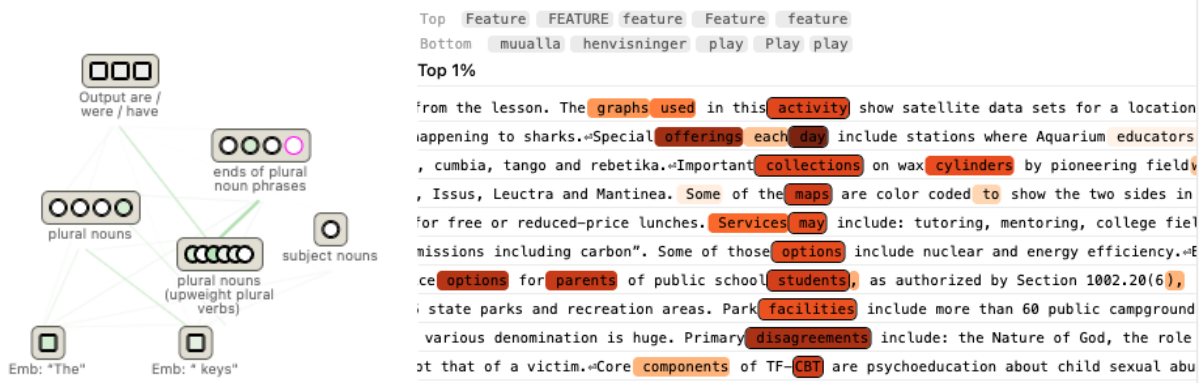 Output are /
were / have
ends of plural
noun phrases
plural nouns
subject nouns
plural nouns
(upweight plural
verbs)
Emb: "The"
Emb: " keys"
Top Feature FEATURE feature Feature feature
Bottom muualla henvisninger play Play play
Top 1%
from the lesson. The graphs used in this activity show satellite data sets for a location
happening to sharks.⏎Special offerings each day include stations where Aquarium educators
, cumbia, tango and rebetika.⏎Important collections on wax cylinders by pioneering field
, Issus, Leuctra and Mantinea. Some of the maps are color coded to show the two sides in
for free or reduced-price lunches. Services may include: tutoring, mentoring, college fie
missions including carbon”. Some of those options include nuclear and energy efficiency.⏎E
ce options for parents of public school students, as authorized by Section 1002.20(6),
state parks and recreation areas. Park facilities include more than 60 public campground
various denomination is huge. Primary disagreements include: the Nature of God, the role
ot that of a victim.⏎Core components of TF-CBT are psychoeducation about child sexual abu